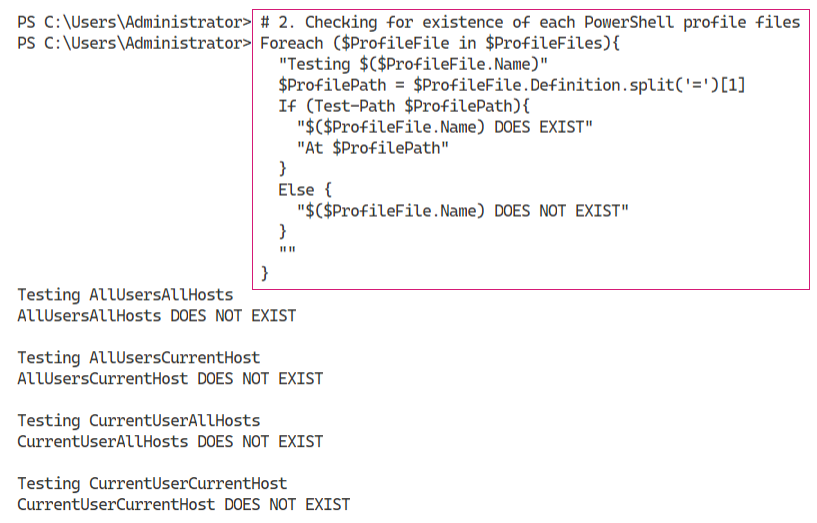 PS C:\Users\Administrator> # 2. Checking for existence of each PowerShell profile files
PS C:\Users\Administrator> Foreach ($ProfileFile in $ProfileFiles){
  "Testing $($ProfileFile.Name)"
  $ProfilePath = $ProfileFile.Definition.split('=')[1]
  If (Test-Path $ProfilePath){
    "$($ProfileFile.Name) DOES EXIST"
    "At $ProfilePath"
  }
  Else {
    "$($ProfileFile.Name) DOES NOT EXIST"
  }
  ""
}
Testing AllUsersAllHosts
AllUsersAllHosts DOES NOT EXIST

Testing AllUsersCurrentHost
AllUsersCurrentHost DOES NOT EXIST

Testing CurrentUserAllHosts
CurrentUserAllHosts DOES NOT EXIST

Testing CurrentUserCurrentHost
CurrentUserCurrentHost DOES NOT EXIST